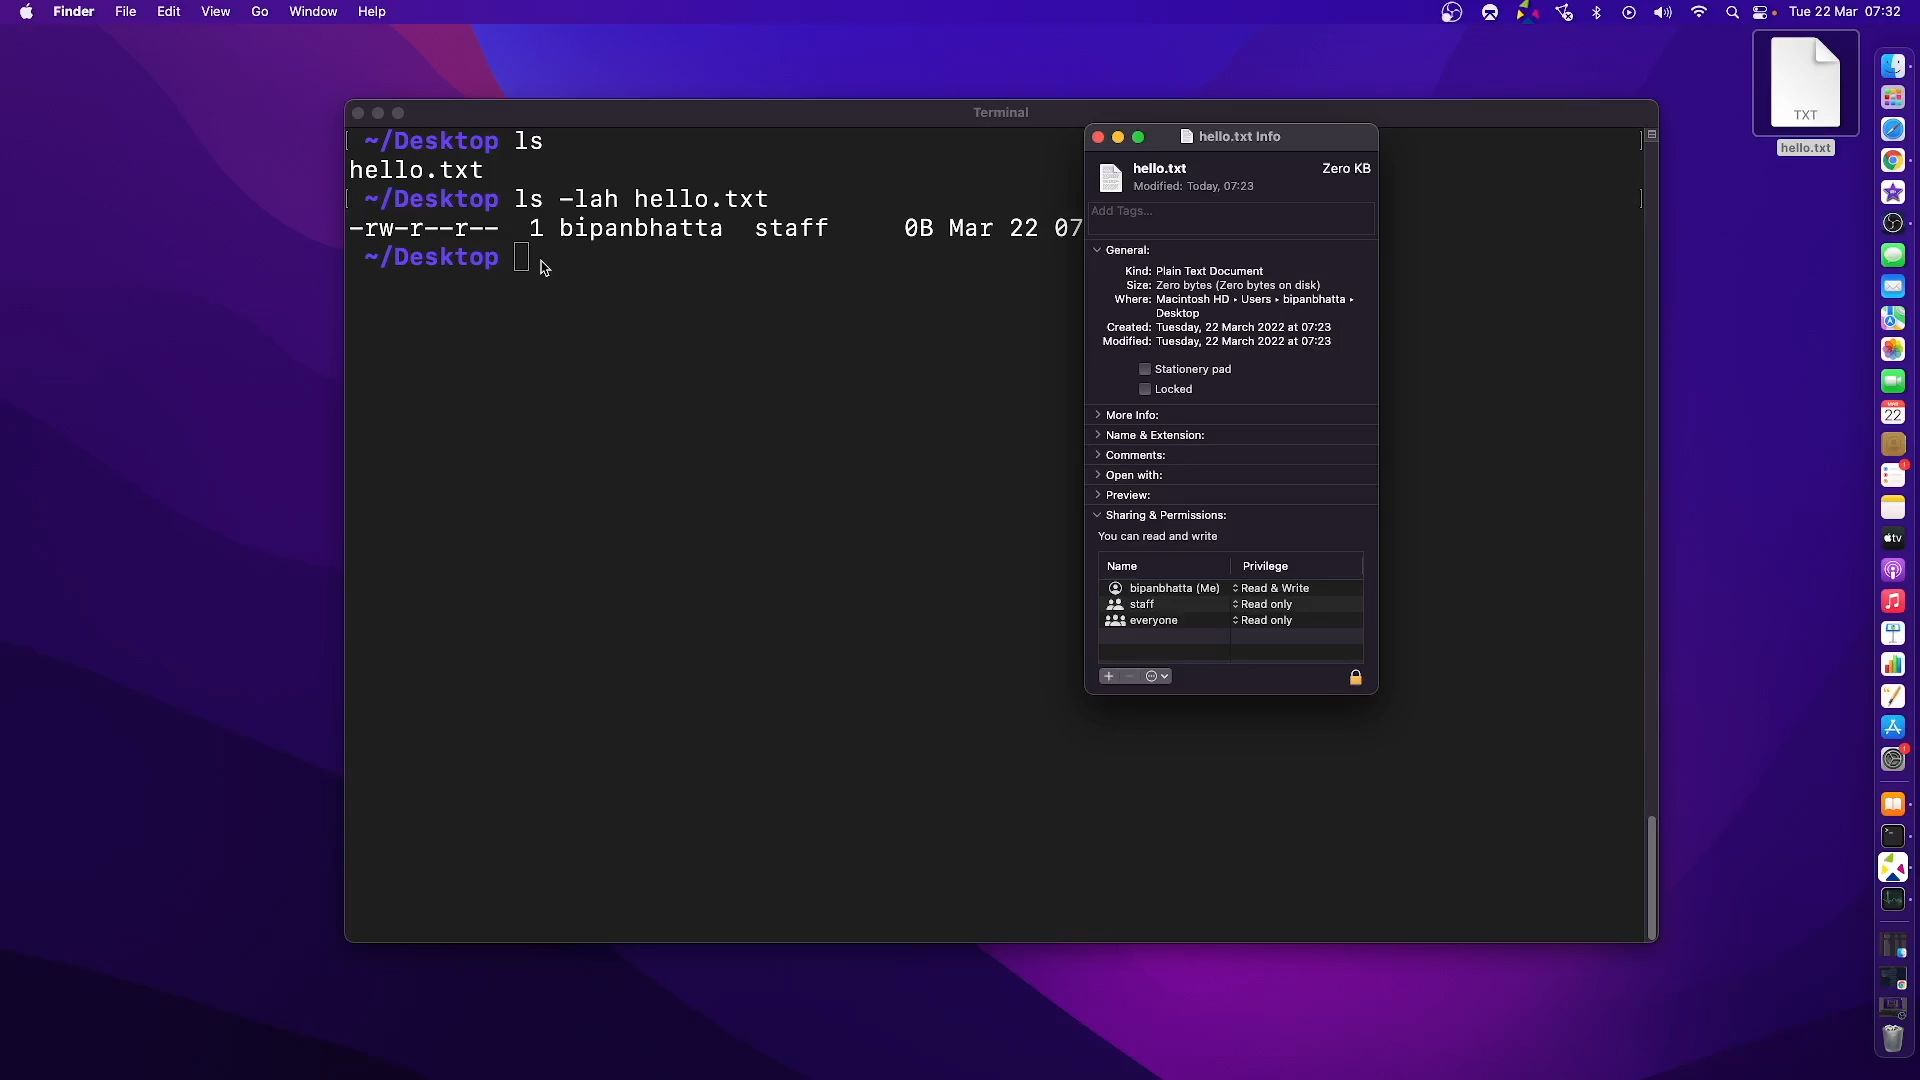 Finder File Edit View Go Window Help
Tue 22 Mar 07:32
TXT
hello.txt
Terminal
~/Desktop ls
hello.txt
~/Desktop ls -lah hello.txt
-rw-r--r-- 1 bipanbhatta staff 0B Mar 22 07
~/Desktop
hello.txt Info
hello.txt Zero KB
Modified: Today, 07:23
Add Tags...
General:
Kind: Plain Text Document
Size: Zero bytes (Zero bytes on disk)
Where: Macintosh HD ▸ Users ▸ bipanbhatta ▸
Desktop
Created: Tuesday, 22 March 2022 at 07:23
Modified: Tuesday, 22 March 2022 at 07:23
Stationery pad
Locked
More Info:
Name & Extension:
Comments:
Open with:
Preview:
Sharing & Permissions:
You can read and write
Name Privilege
bipanbhatta (Me) Read & Write
staff Read only
everyone Read only
MAR
22
1
tv
1